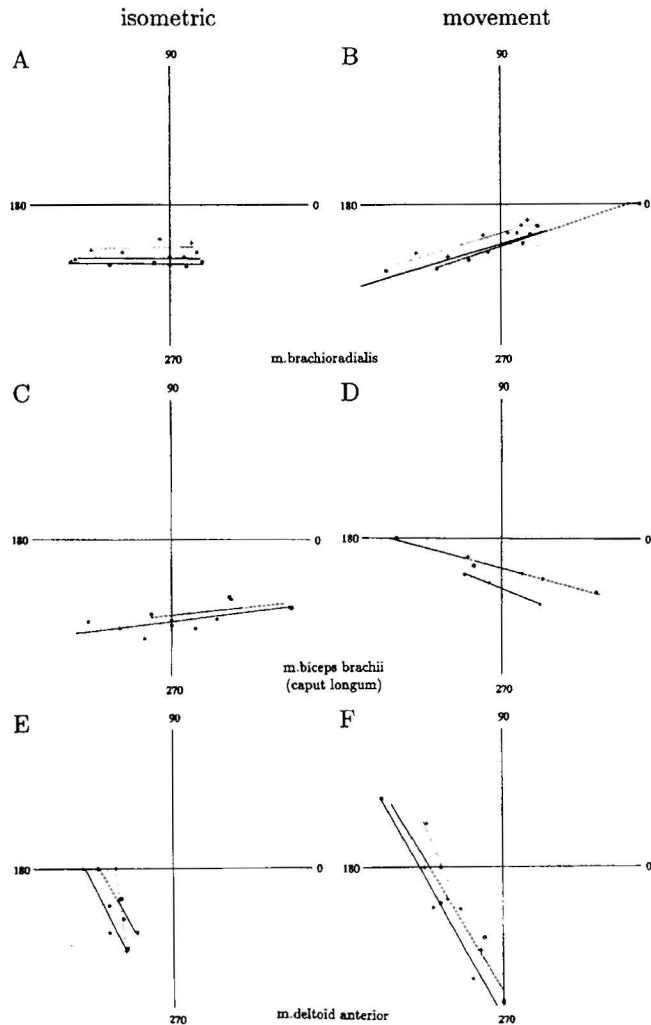 isometric movement
A 90 B 90
180 0 180 0
270 m.brachioradialis 270
C 90 D 90
180 0 180 0
270 m.biceps brachii 270
(caput longum)
E 90 F 90
180 0 180 0
270 m.deltoid anterior 270